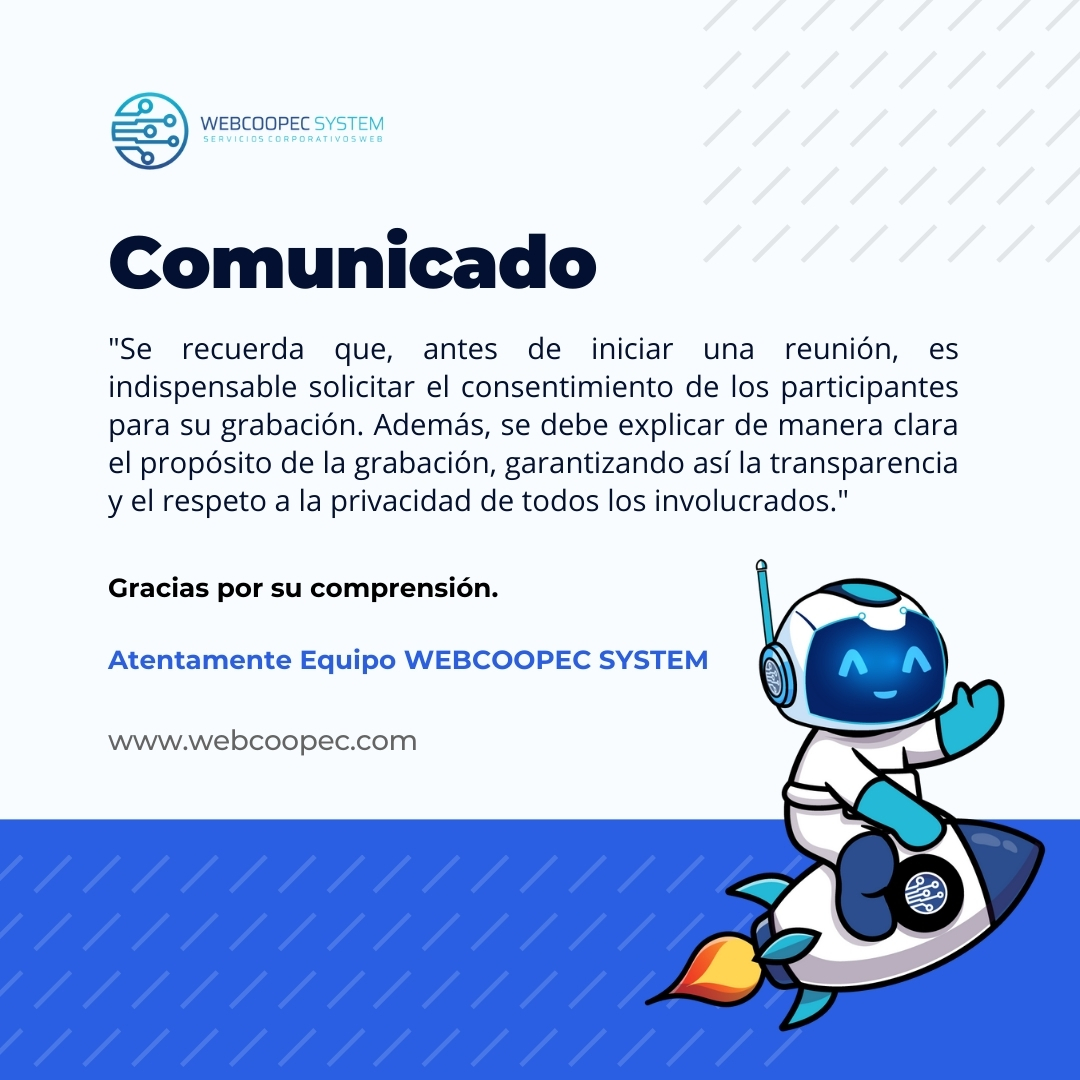 WEBCOOPEC SYSTEM
SERVICIOS CORPORATIVOS WEB
Comunicado
"Se recuerda que, antes de iniciar una reunión, es
indispensable solicitar el consentimiento de los participantes
para su grabación. Además, se debe explicar de manera clara
el propósito de la grabación, garantizando así la transparencia
y el respeto a la privacidad de todos los involucrados."
Gracias por su comprensión.
Atentamente Equipo WEBCOOPEC SYSTEM
www.webcoopec.com